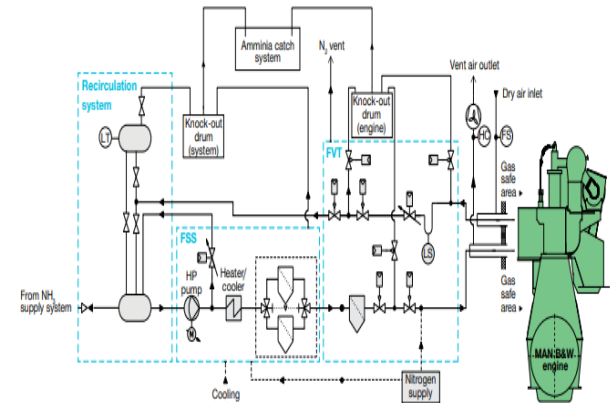 N₂ vent
Amminia catch
system
Vent air outlet
Dry air inlet
Recirculation
system
FVT
LT
Knock-out
drum
(system)
Knock-out
drum
(engine)
HC
FS
Gas
safe
area
FSS
HP
pump
Heater/
cooler
LS
From NH₃
supply system
M
Gas
safe
area
MAN B&W
engine
Cooling
Nitrogen
supply